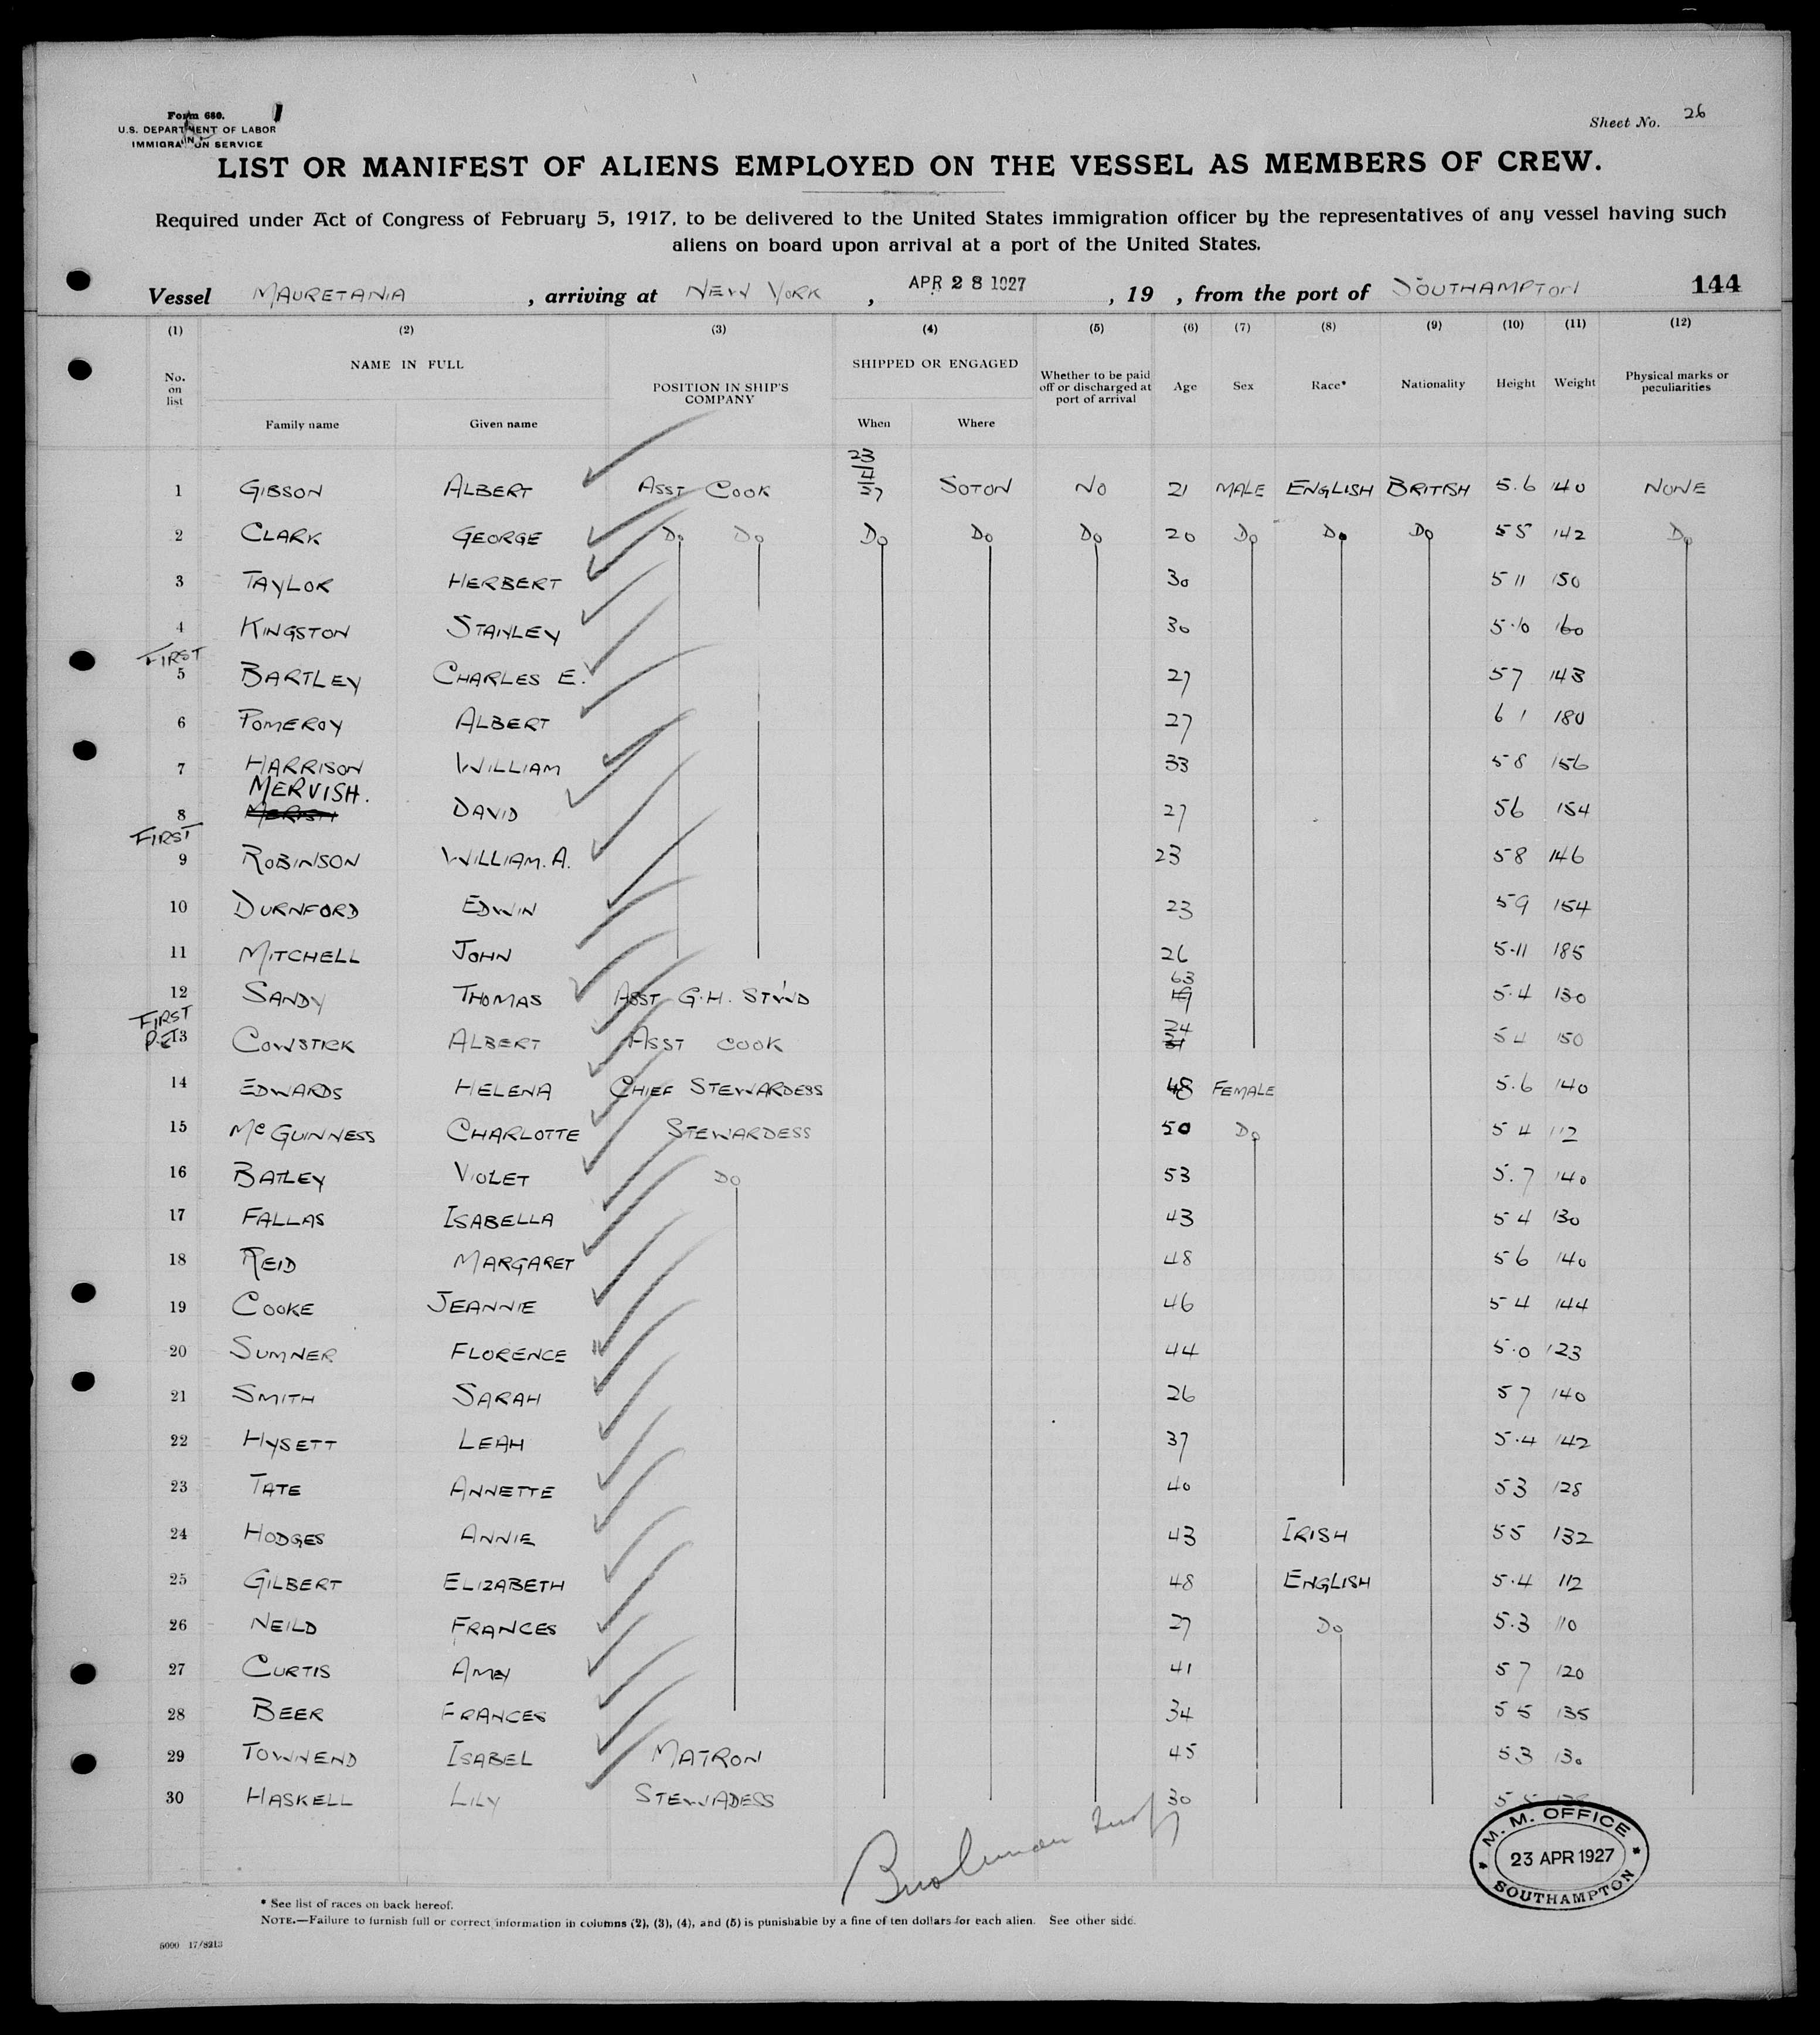 Form 680.
U.S. DEPARTMENT OF LABOR
IMMIGRATION SERVICE
Sheet No. 26
LIST OR MANIFEST OF ALIENS EMPLOYED ON THE VESSEL AS MEMBERS OF CREW.
Required under Act of Congress of February 5, 1917, to be delivered to the United States immigration officer by the representatives of any vessel having such
aliens on board upon arrival at a port of the United States.
Vessel MAURETANIA , arriving at NEW YORK , APR 28 1927 , 19 , from the port of SOUTHAMPTON 144
(1) (2) (3) (4) (5) (6) (7) (8) (9) (10) (11) (12)
No. on list NAME IN FULL Family name Given name POSITION IN SHIP'S COMPANY SHIPPED OR ENGAGED When Where Whether to be paid off or discharged at port of arrival Age Sex Race* Nationality Height Weight Physical marks or peculiarities
1 GIBSON ALBERT ASST COOK 23/4/27 SOTON NO 21 MALE ENGLISH BRITISH 5.6 140 NONE
2 CLARK GEORGE DO DO DO DO DO 20 DO DO DO 5 5 142 DO
3 TAYLOR HERBERT 30 5 11 150
4 KINGSTON STANLEY 30 5.10 160
FIRST
5 BARTLEY CHARLES E. 27 5 7 143
6 POMEROY ALBERT 27 6 1 180
7 HARRISON WILLIAM 33 5 8 156
MERVISH.
8 DAVID 27 5 6 154
FIRST
9 ROBINSON WILLIAM.A. 23 5 8 146
10 DURNFORD EDWIN 23 5.9 154
11 MITCHELL JOHN 26 5.11 185
12 SANDY THOMAS ASST G.H. STWD 63 5.4 130
FIRST
13 COWSTICK ALBERT ASST COOK 24 5 4 150
14 EDWARDS HELENA CHIEF STEWARDESS 48 FEMALE 5.6 140
15 McGUINNESS CHARLOTTE STEWARDESS 50 DO 5 4 112
16 BATLEY VIOLET DO 53 5.7 140
17 FALLAS ISABELLA 43 5 4 130
18 REID MARGARET 48 5 6 140
19 COOKE JEANNIE 46 5 4 144
20 SUMNER FLORENCE 44 5.0 123
21 SMITH SARAH 26 5 7 140
22 HYSETT LEAH 37 5.4 142
23 TATE ANNETTE 40 5 3 128
24 HODGES ANNIE 43 IRISH 5 5 132
25 GILBERT ELIZABETH 48 ENGLISH 5.4 112
26 NEILD FRANCES 27 DO 5.3 110
27 CURTIS AMY 41 5 7 120
28 BEER FRANCES 34 5 5 135
29 TOWNEND ISABEL MATRON 45 5 3 130
30 HASKELL LILY STEWADESS 30 5 5
M. M. OFFICE
23 APR 1927
SOUTHAMPTON
* See list of races on back hereof.
NOTE.—Failure to furnish full or correct information in columns (2), (3), (4), and (5) is punishable by a fine of ten dollars for each alien. See other side.
5000 17/8213